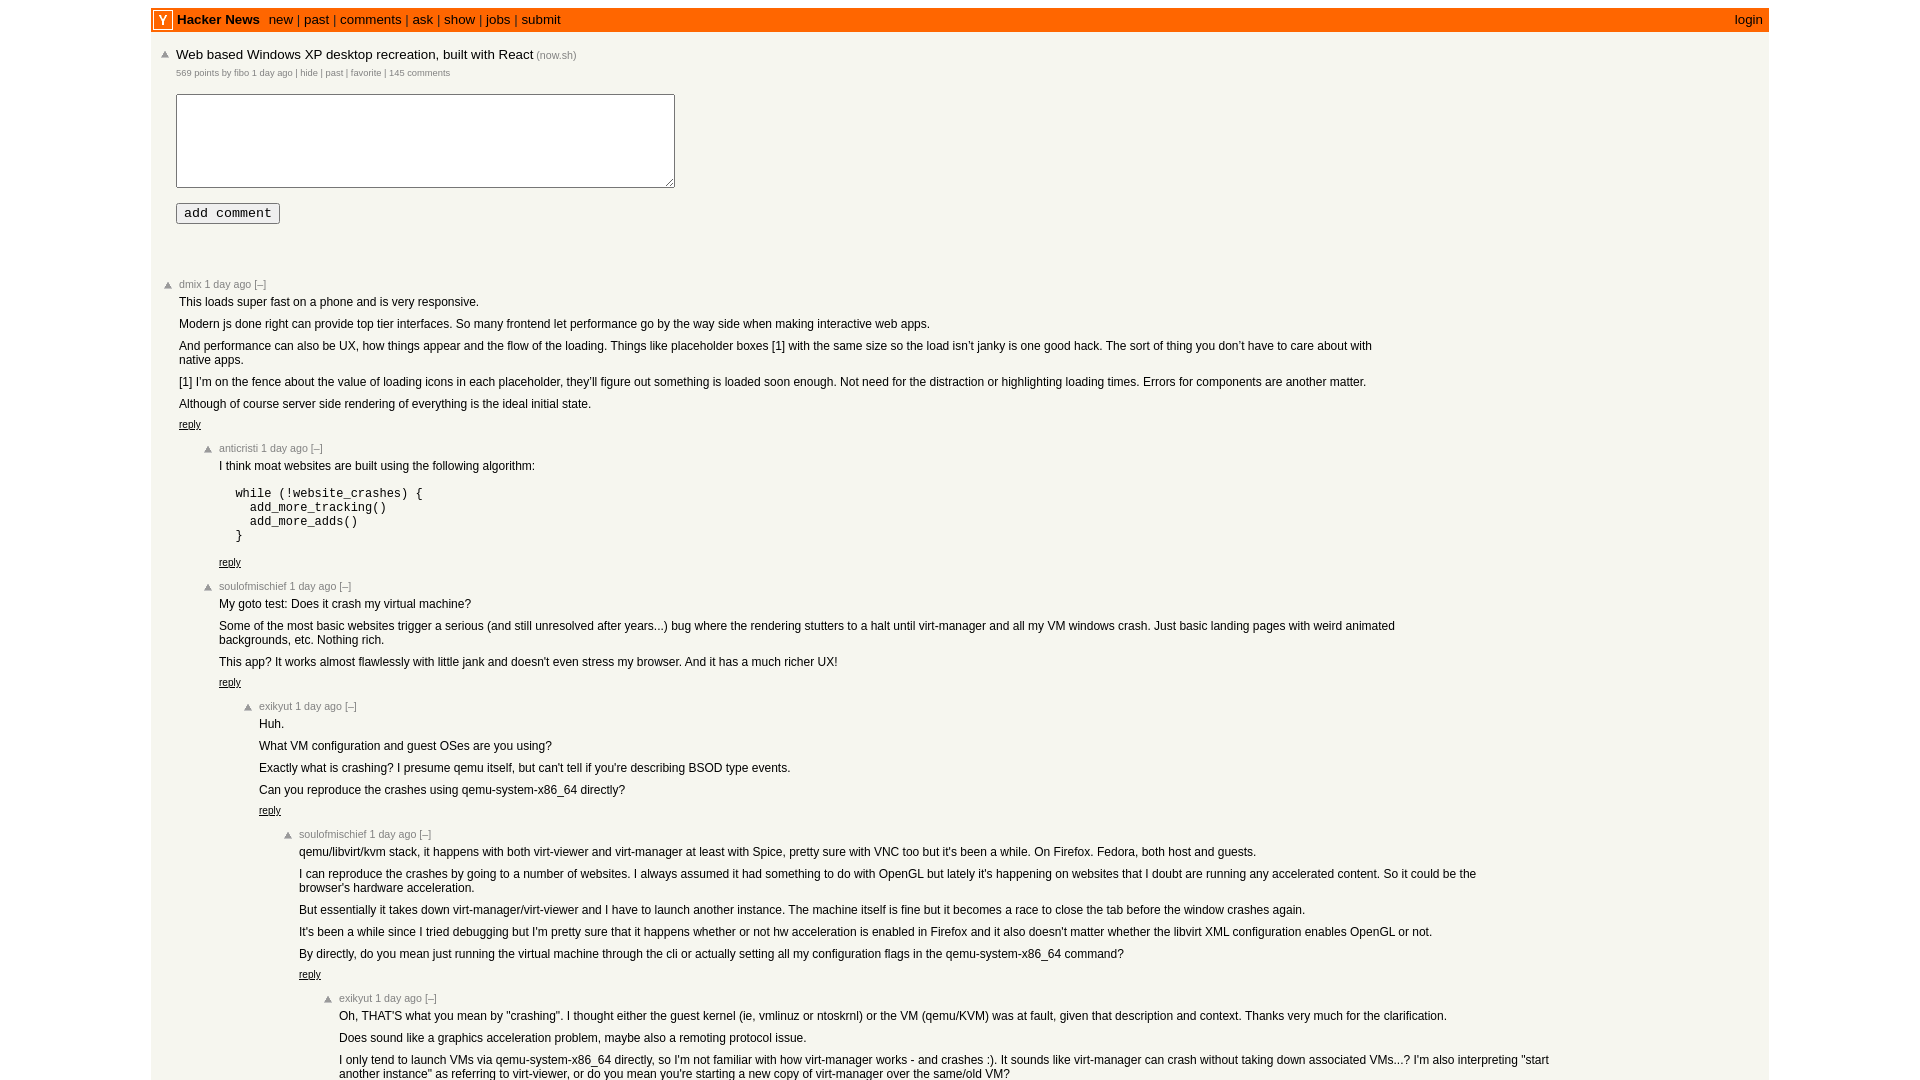 Y Hacker News new | past | comments | ask | show | jobs | submit login
Web based Windows XP desktop recreation, built with React (now.sh)
569 points by fibo 1 day ago | hide | past | favorite | 145 comments
add comment
dmix 1 day ago [–]
This loads super fast on a phone and is very responsive.
Modern js done right can provide top tier interfaces. So many frontend let performance go by the way side when making interactive web apps.
And performance can also be UX, how things appear and the flow of the loading. Things like placeholder boxes [1] with the same size so the load isn’t janky is one good hack. The sort of thing you don’t have to care about with
native apps.
[1] I’m on the fence about the value of loading icons in each placeholder, they’ll figure out something is loaded soon enough. Not need for the distraction or highlighting loading times. Errors for components are another matter.
Although of course server side rendering of everything is the ideal initial state.
reply
anticristi 1 day ago [–]
I think moat websites are built using the following algorithm:
while (!website_crashes) {
add_more_tracking()
add_more_adds()
}
reply
soulofmischief 1 day ago [–]
My goto test: Does it crash my virtual machine?
Some of the most basic websites trigger a serious (and still unresolved after years...) bug where the rendering stutters to a halt until virt-manager and all my VM windows crash. Just basic landing pages with weird animated
backgrounds, etc. Nothing rich.
This app? It works almost flawlessly with little jank and doesn't even stress my browser. And it has a much richer UX!
reply
exikyut 1 day ago [–]
Huh.
What VM configuration and guest OSes are you using?
Exactly what is crashing? I presume qemu itself, but can't tell if you're describing BSOD type events.
Can you reproduce the crashes using qemu-system-x86_64 directly?
reply
soulofmischief 1 day ago [–]
qemu/libvirt/kvm stack, it happens with both virt-viewer and virt-manager at least with Spice, pretty sure with VNC too but it's been a while. On Firefox. Fedora, both host and guests.
I can reproduce the crashes by going to a number of websites. I always assumed it had something to do with OpenGL but lately it's happening on websites that I doubt are running any accelerated content. So it could be the
browser's hardware acceleration.
But essentially it takes down virt-manager/virt-viewer and I have to launch another instance. The machine itself is fine but it becomes a race to close the tab before the window crashes again.
It's been a while since I tried debugging but I'm pretty sure that it happens whether or not hw acceleration is enabled in Firefox and it also doesn't matter whether the libvirt XML configuration enables OpenGL or not.
By directly, do you mean just running the virtual machine through the cli or actually setting all my configuration flags in the qemu-system-x86_64 command?
reply
exikyut 1 day ago [–]
Oh, THAT'S what you mean by "crashing". I thought either the guest kernel (ie, vmlinuz or ntoskrnl) or the VM (qemu/KVM) was at fault, given that description and context. Thanks very much for the clarification.
Does sound like a graphics acceleration problem, maybe also a remoting protocol issue.
I only tend to launch VMs via qemu-system-x86_64 directly, so I'm not familiar with how virt-manager works - and crashes :). It sounds like virt-manager can crash without taking down associated VMs...? I'm also interpreting "start
another instance" as referring to virt-viewer, or do you mean you're starting a new copy of virt-manager over the same/old VM?